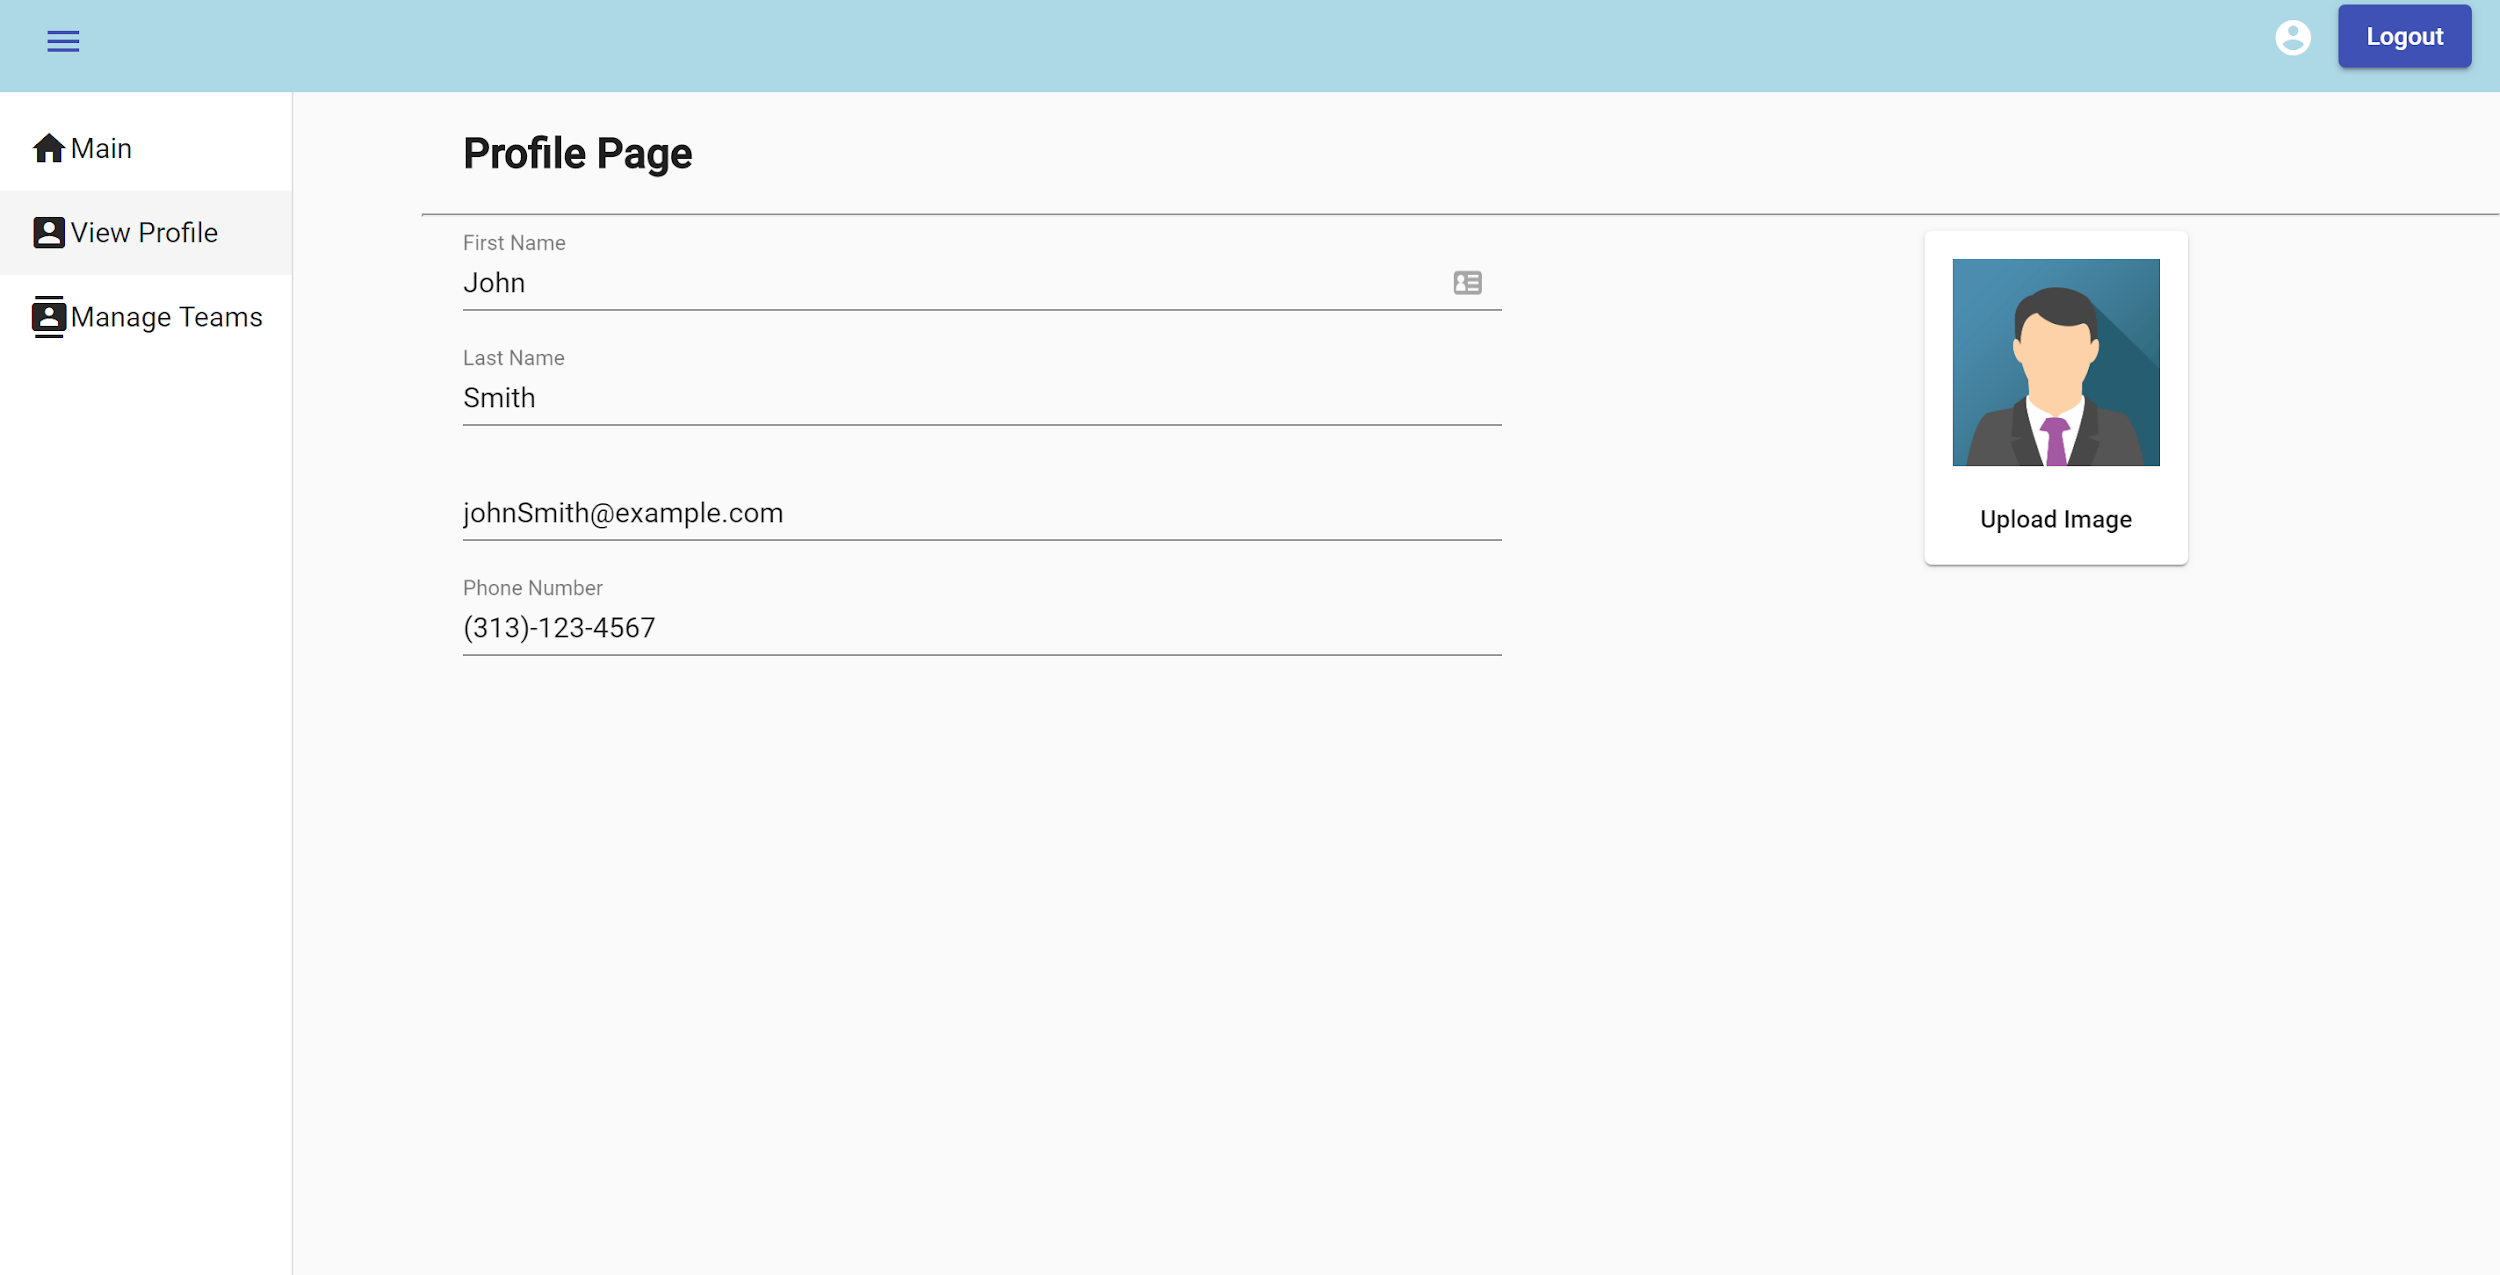 Logout
Main
View Profile
Manage Teams
Profile Page
First Name
John
Last Name
Smith
johnSmith@example.com
Phone Number
(313)-123-4567
Upload Image